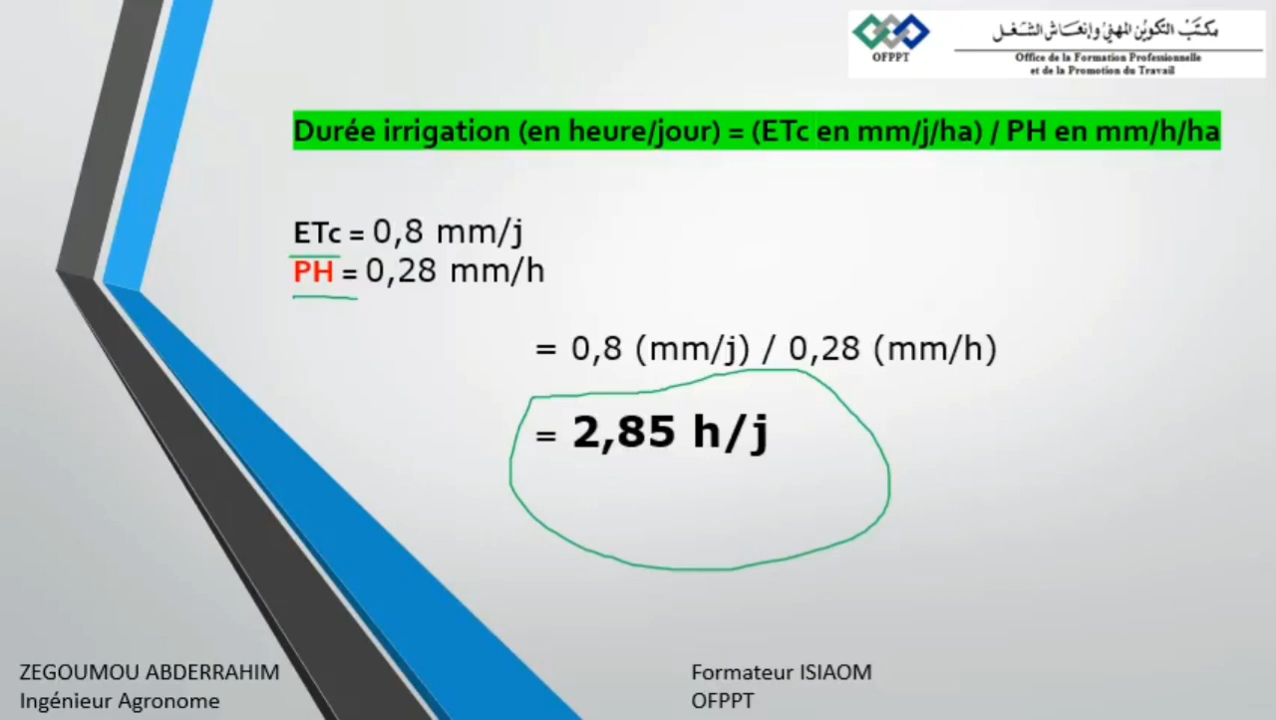 مكتب التكوين المهني وإنعاش الشغل
OFPPT
Office de la Formation Professionnelle
et de la Promotion du Travail
Durée irrigation (en heure/jour) = (ETc en mm/j/ha) / PH en mm/h/ha
ETc = 0,8 mm/j
PH = 0,28 mm/h
= 0,8 (mm/j) / 0,28 (mm/h)
= 2,85 h/j
ZEGOUMOU ABDERRAHIM
Ingénieur Agronome
Formateur ISIAOM
OFPPT